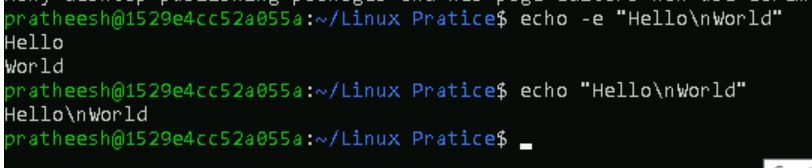 pratheesh@1529e4cc52a055a:~/Linux Pratice$ echo -e "Hello\nWorld"
Hello
World
pratheesh@1529e4cc52a055a:~/Linux Pratice$ echo "Hello\nWorld"
Hello\nWorld
pratheesh@1529e4cc52a055a:~/Linux Pratice$